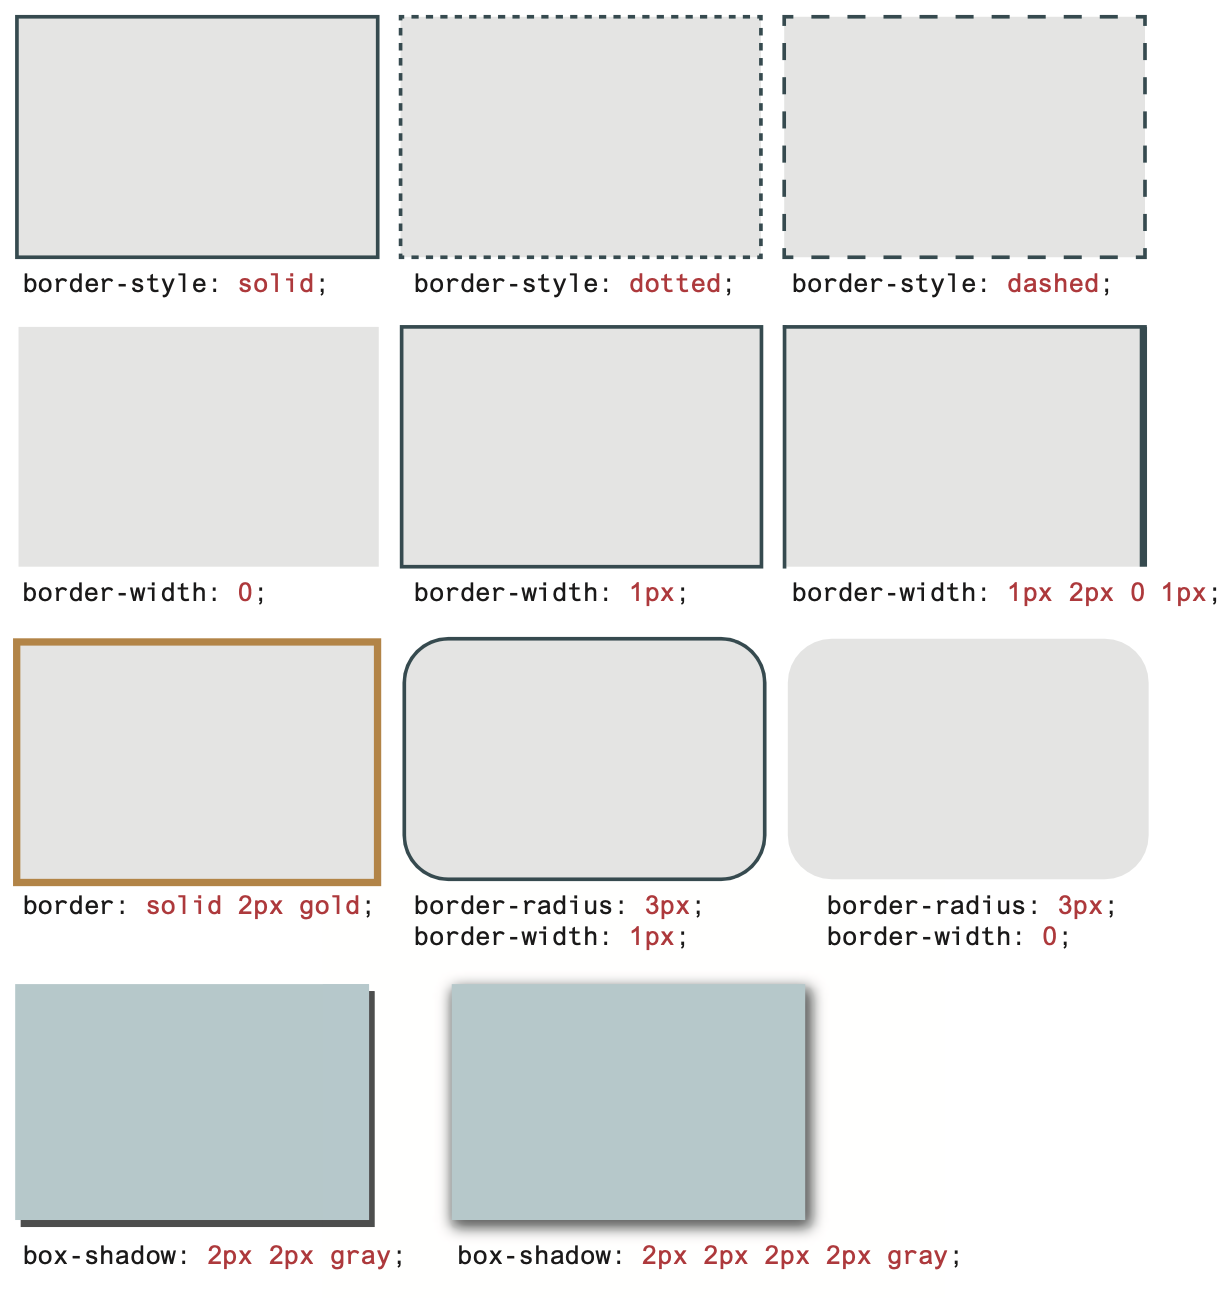 border-style: solid;
border-style: dotted;
border-style: dashed;
border-width: 0;
border-width: 1px;
border-width: 1px 2px 0 1px;
border: solid 2px gold;
border-radius: 3px;
border-width: 1px;
border-radius: 3px;
border-width: 0;
box-shadow: 2px 2px gray;
box-shadow: 2px 2px 2px 2px gray;